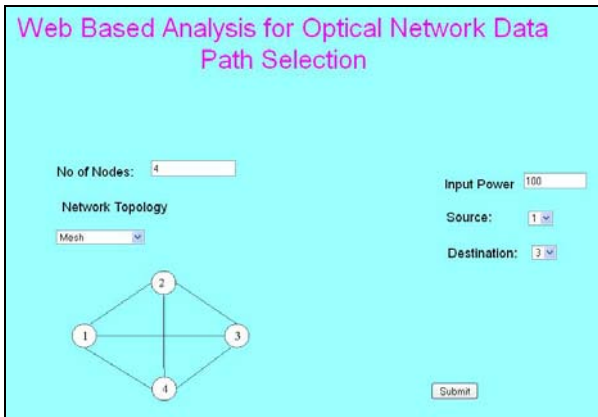 Web Based Analysis for Optical Network Data
Path Selection
No of Nodes: 4
Input Power 100
Network Topology
Source: 1
Mesh
Destination: 3
2
1
3
4
Submit